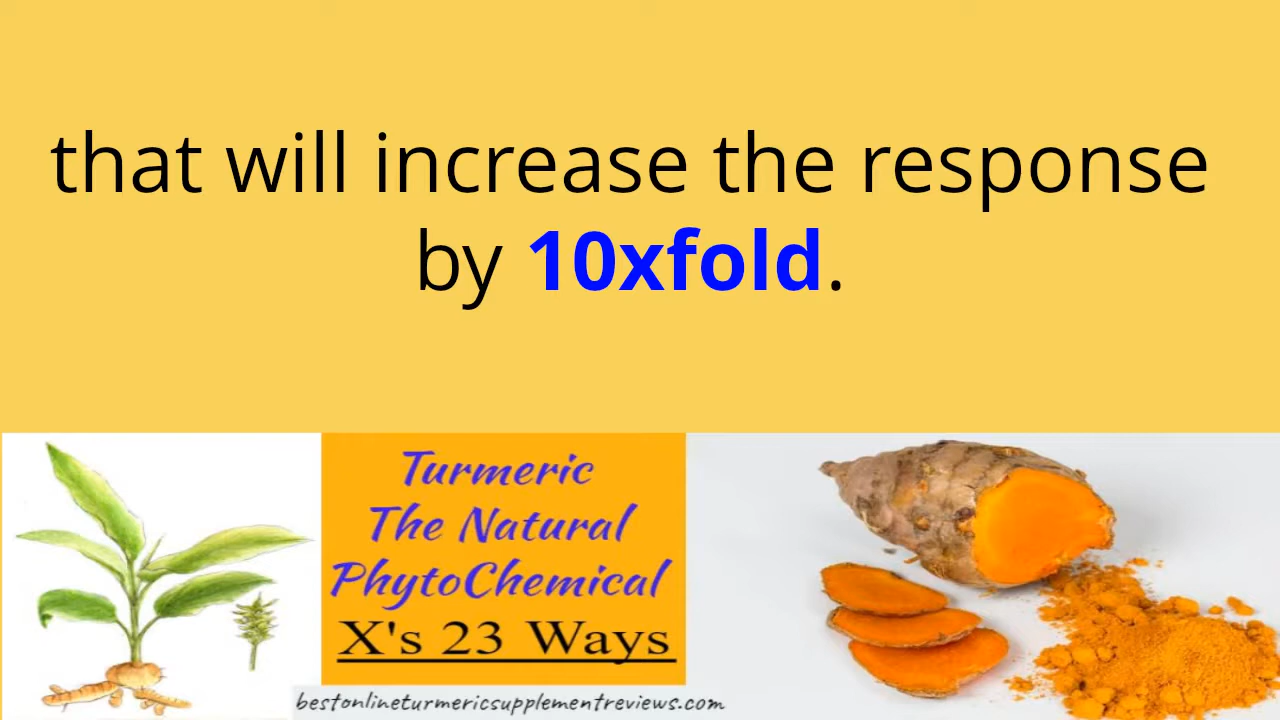 that will increase the response
by 10xfold.
Turmeric
The Natural
PhytoChemical
X's 23 Ways
bestonlineturmericsupplementreviews.com